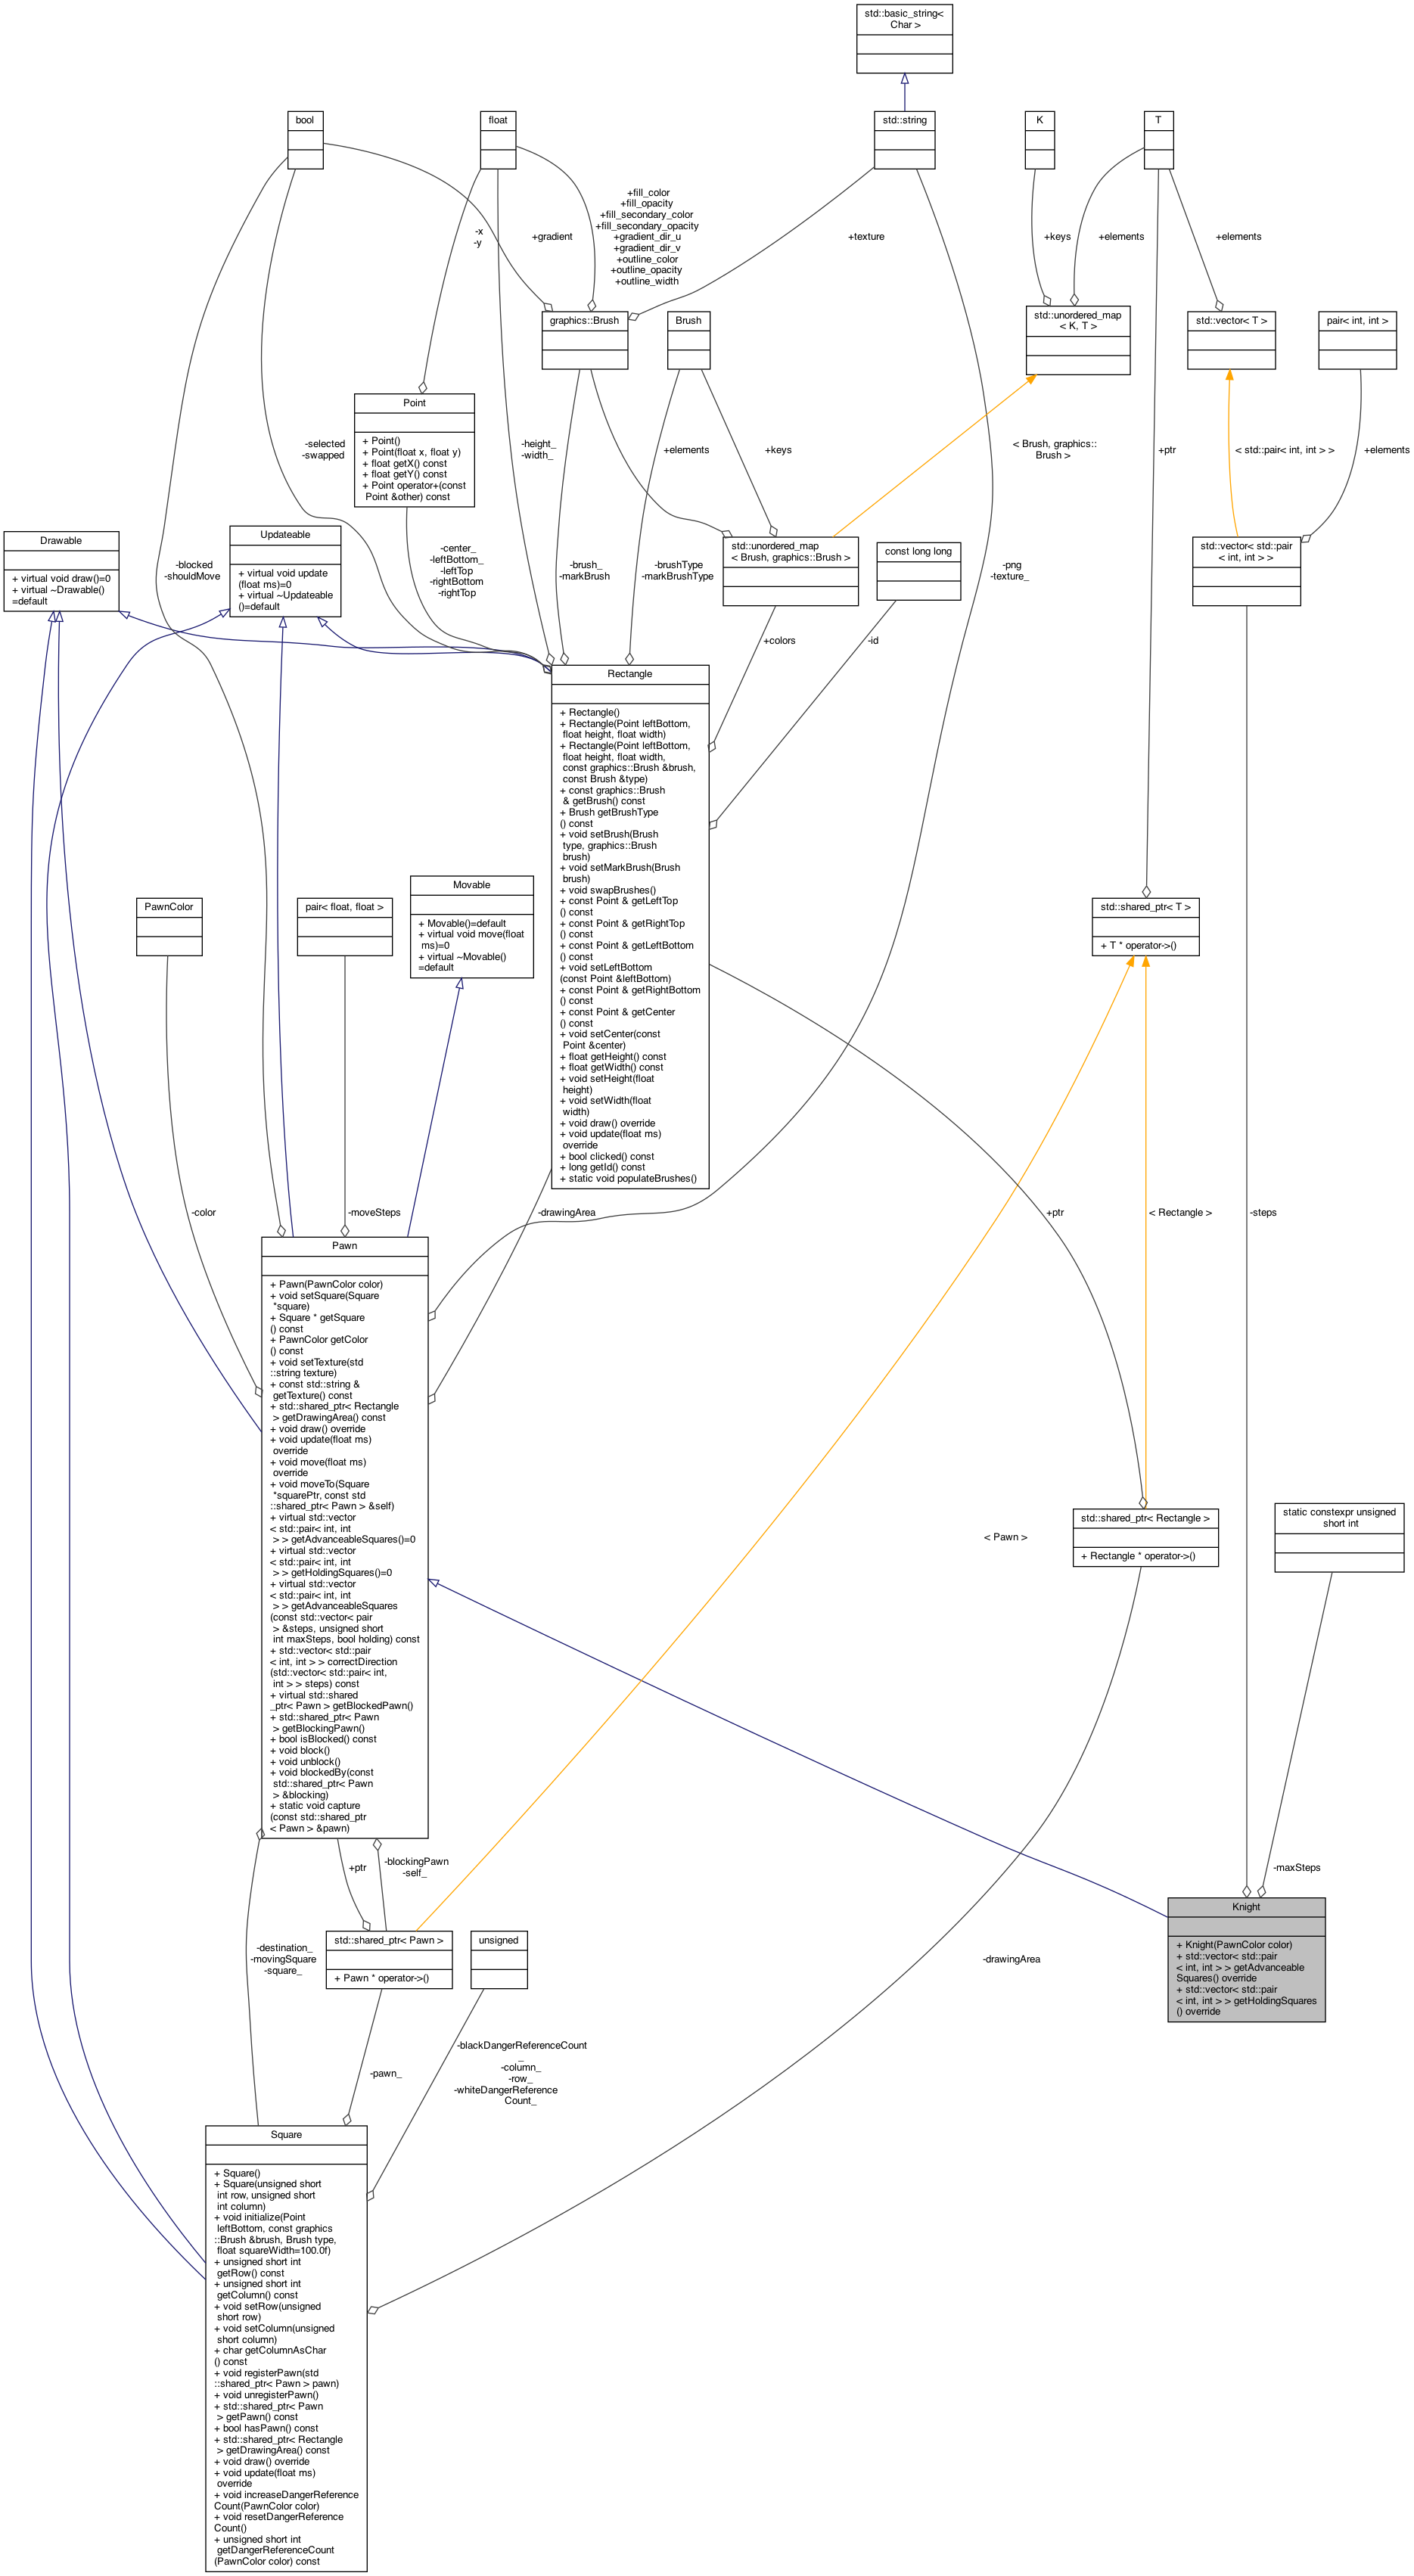 std::basic_string<
Char >
bool
float
std::string
K
T
+fill_color
+fill_opacity
+fill_secondary_color
+fill_secondary_opacity
+gradient_dir_u
+gradient_dir_v
+outline_color
+outline_opacity
+outline_width
-x
-y
+gradient
+texture
+keys
+elements
+elements
graphics::Brush
Brush
std::unordered_map
< K, T >
std::vector< T >
pair< int, int >
Point
+ Point()
+ Point(float x, float y)
+ float getX() const
+ float getY() const
+ Point operator+(const
Point &other) const
-selected
-swapped
-height_
-width_
+elements
+keys
< Brush, graphics::
Brush >
+ptr
< std::pair< int, int > >
+elements
Drawable
+ virtual void draw()=0
+ virtual ~Drawable()
=default
Updateable
+ virtual void update
(float ms)=0
+ virtual ~Updateable
()=default
-blocked
-shouldMove
-center_
-leftBottom_
-leftTop
-rightBottom
-rightTop
-brush_
-markBrush
-brushType
-markBrushType
std::unordered_map
< Brush, graphics::Brush >
const long long
-png
-texture_
std::vector< std::pair
< int, int > >
+colors
-id
Rectangle
+ Rectangle()
+ Rectangle(Point leftBottom,
float height, float width)
+ Rectangle(Point leftBottom,
float height, float width,
const graphics::Brush &brush,
const Brush &type)
+ const graphics::Brush
& getBrush() const
+ Brush getBrushType
() const
+ void setBrush(Brush
type, graphics::Brush
brush)
+ void setMarkBrush(Brush
brush)
+ void swapBrushes()
+ const Point & getLeftTop
() const
+ const Point & getRightTop
() const
+ const Point & getLeftBottom
() const
+ void setLeftBottom
(const Point &leftBottom)
+ const Point & getRightBottom
() const
+ const Point & getCenter
() const
+ void setCenter(const
Point &center)
+ float getHeight() const
+ float getWidth() const
+ void setHeight(float
height)
+ void setWidth(float
width)
+ void draw() override
+ void update(float ms)
override
+ bool clicked() const
+ long getId() const
+ static void populateBrushes()
PawnColor
pair< float, float >
Movable
+ Movable()=default
+ virtual void move(float
ms)=0
+ virtual ~Movable()
=default
std::shared_ptr< T >
+ T * operator->()
-color
-moveSteps
-drawingArea
+ptr
< Rectangle >
-steps
Pawn
+ Pawn(PawnColor color)
+ void setSquare(Square
*square)
+ Square * getSquare
() const
+ PawnColor getColor
() const
+ void setTexture(std
::string texture)
+ const std::string &
getTexture() const
+ std::shared_ptr< Rectangle
> getDrawingArea() const
+ void draw() override
+ void update(float ms)
override
+ void move(float ms)
override
+ void moveTo(Square
*squarePtr, const std
::shared_ptr< Pawn > &self)
+ virtual std::vector
< std::pair< int, int
> > getAdvanceableSquares()=0
+ virtual std::vector
< std::pair< int, int
> > getHoldingSquares()=0
+ virtual std::vector
< std::pair< int, int
> > getAdvanceableSquares
(const std::vector< pair
> &steps, unsigned short
int maxSteps, bool holding) const
+ std::vector< std::pair
< int, int > > correctDirection
(std::vector< std::pair< int,
int > > steps) const
+ virtual std::shared
_ptr< Pawn > getBlockedPawn()
+ std::shared_ptr< Pawn
> getBlockingPawn()
+ bool isBlocked() const
+ void block()
+ void unblock()
+ void blockedBy(const
std::shared_ptr< Pawn
> &blocking)
+ static void capture
(const std::shared_ptr
< Pawn > &pawn)
< Pawn >
std::shared_ptr< Rectangle >
+ Rectangle * operator->()
static constexpr unsigned
short int
+ptr
-blockingPawn
-self_
-maxSteps
Knight
+ Knight(PawnColor color)
+ std::vector< std::pair
< int, int > > getAdvanceable
Squares() override
+ std::vector< std::pair
< int, int > > getHoldingSquares
() override
-destination_
-movingSquare
-square_
std::shared_ptr< Pawn >
+ Pawn * operator->()
unsigned
-drawingArea
-pawn_
-blackDangerReferenceCount
_
-column_
-row_
-whiteDangerReference
Count_
Square
+ Square()
+ Square(unsigned short
int row, unsigned short
int column)
+ void initialize(Point
leftBottom, const graphics
::Brush &brush, Brush type,
float squareWidth=100.0f)
+ unsigned short int
getRow() const
+ unsigned short int
getColumn() const
+ void setRow(unsigned
short row)
+ void setColumn(unsigned
short column)
+ char getColumnAsChar
() const
+ void registerPawn(std
::shared_ptr< Pawn > pawn)
+ void unregisterPawn()
+ std::shared_ptr< Pawn
> getPawn() const
+ bool hasPawn() const
+ std::shared_ptr< Rectangle
> getDrawingArea() const
+ void draw() override
+ void update(float ms)
override
+ void increaseDangerReference
Count(PawnColor color)
+ void resetDangerReference
Count()
+ unsigned short int
getDangerReferenceCount
(PawnColor color) const